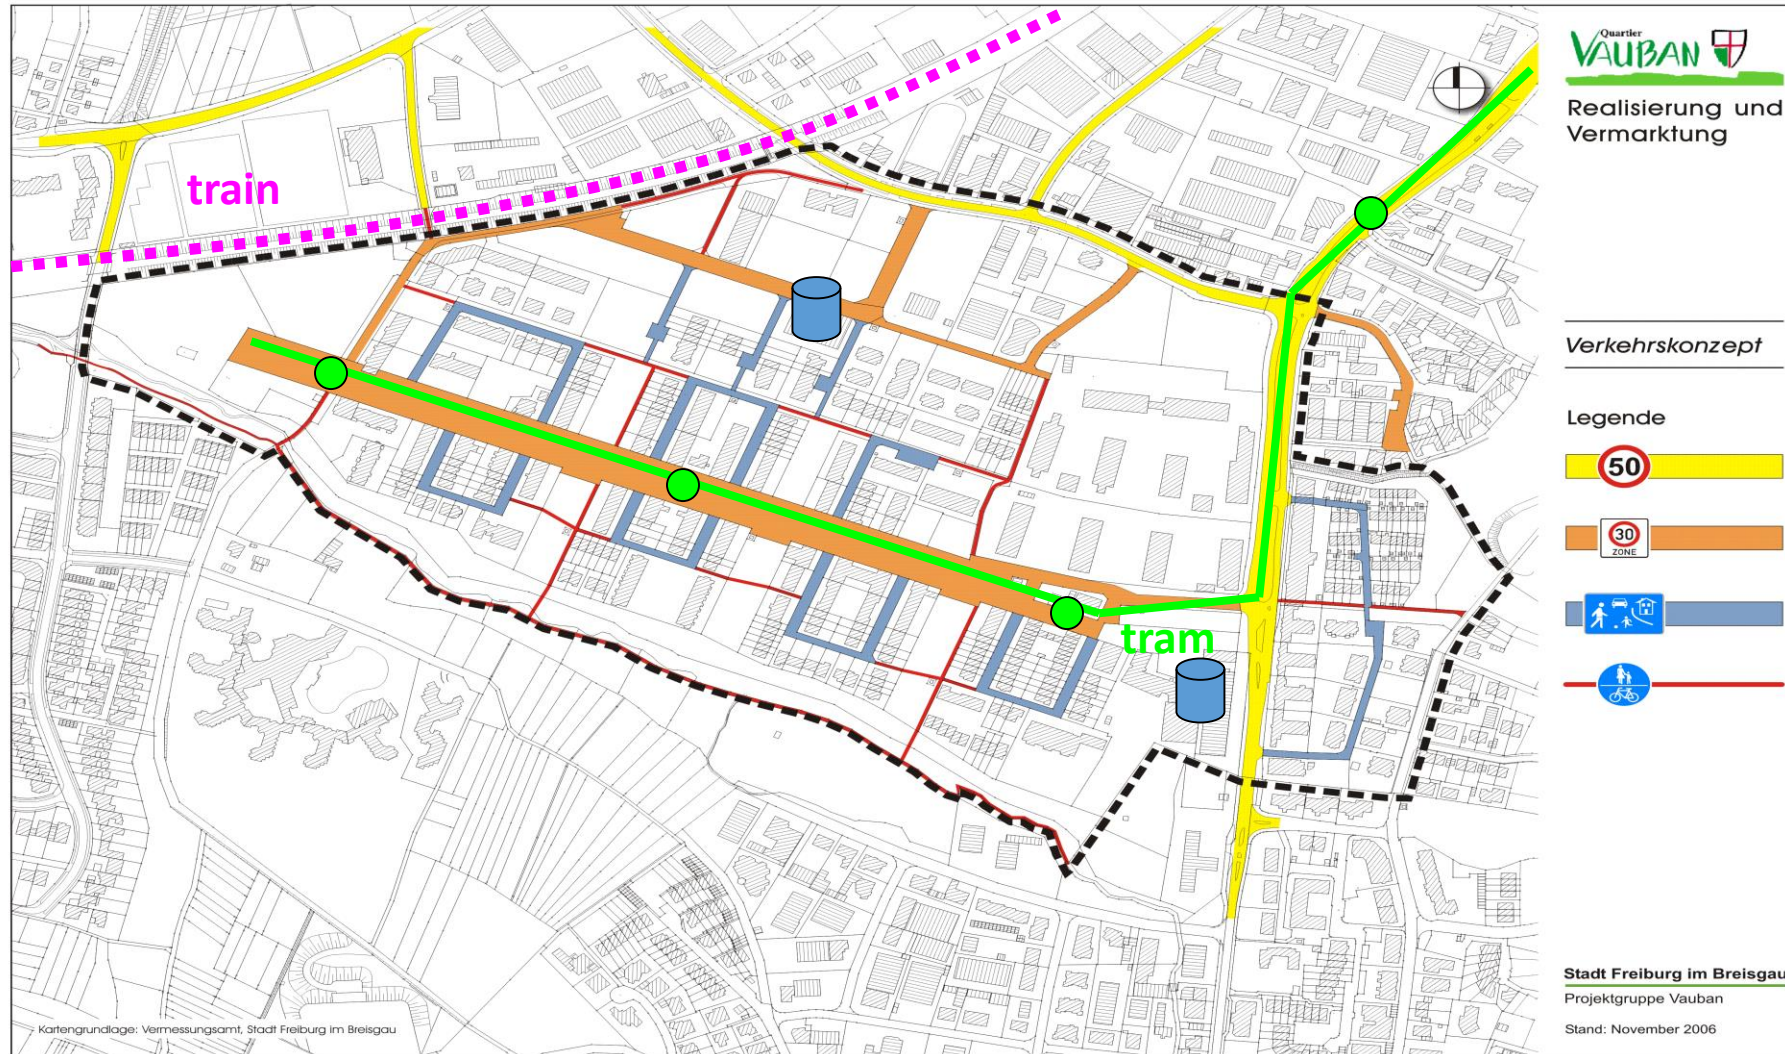 train
tram
Quartier
VAUBAN
Realisierung und
Vermarktung
Verkehrskonzept
Legende
50
30
ZONE
Stadt Freiburg im Breisgau
Projektgruppe Vauban
Stand: November 2006
Kartengrundlage: Vermessungsamt, Stadt Freiburg im Breisgau